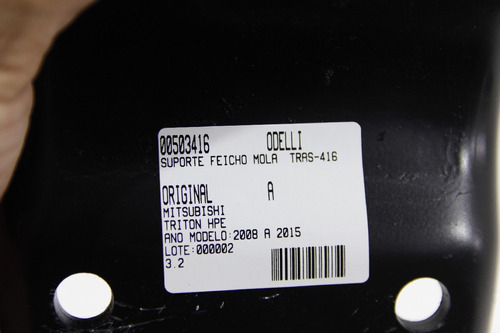 00503416 ODELLI
SUPORTE FEICHO MOLA TRAS-416
ORIGINAL A
MITSUBISHI
TRITON HPE
ANO MODELO:2008 A 2015
LOTE:000002
3.2